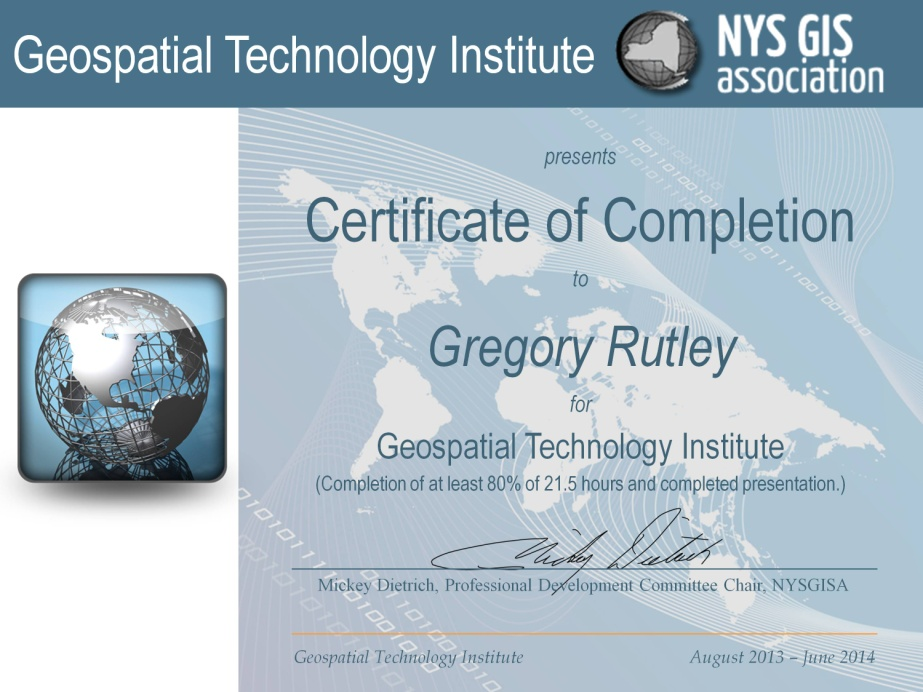 Geospatial Technology Institute
NYS GIS
association
presents
Certificate of Completion
to
Gregory Rutley
for
Geospatial Technology Institute
(Completion of at least 80% of 21.5 hours and completed presentation.)
Mickey Dietrich
Mickey Dietrich, Professional Development Committee Chair, NYSGISA
Geospatial Technology Institute August 2013 – June 2014